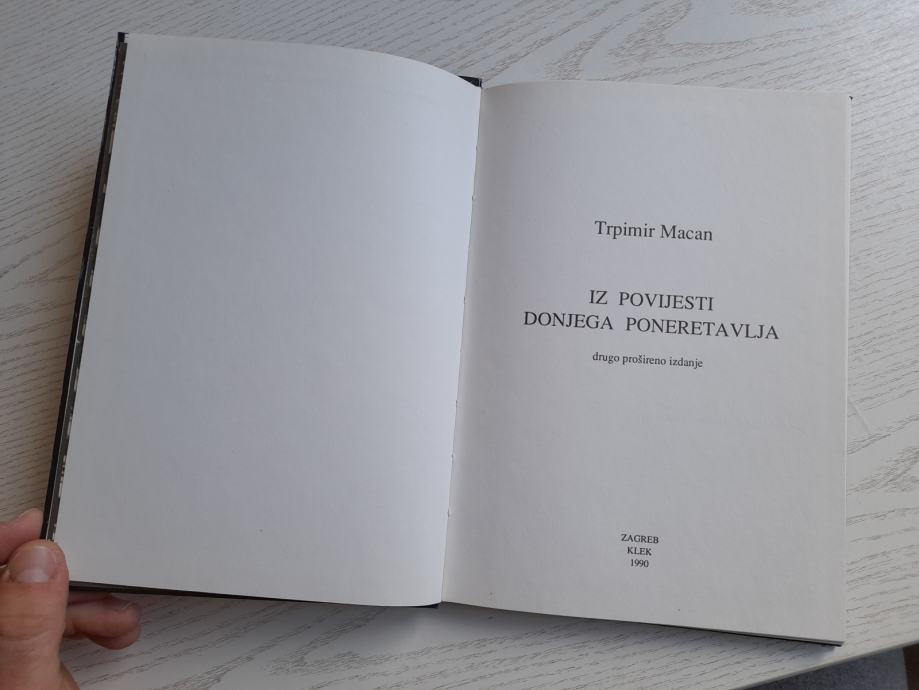 Trpimir Macan
IZ POVIJESTI
DONJEGA PONERETAVLJA
drugo prošireno izdanje
ZAGREB
KLEK
1990